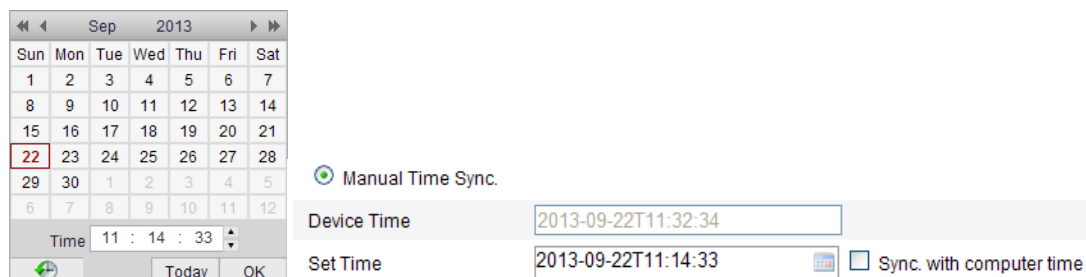 Sep 2013
Sun Mon Tue Wed Thu Fri Sat
1 2 3 4 5 6 7
8 9 10 11 12 13 14
15 16 17 18 19 20 21
22 23 24 25 26 27 28
29 30 1 2 3 4 5
6 7 8 9 10 11 12
Time 11 : 14 : 33
Today OK
Manual Time Sync.
Device Time 2013-09-22T11:32:34
Set Time 2013-09-22T11:14:33 Sync. with computer time